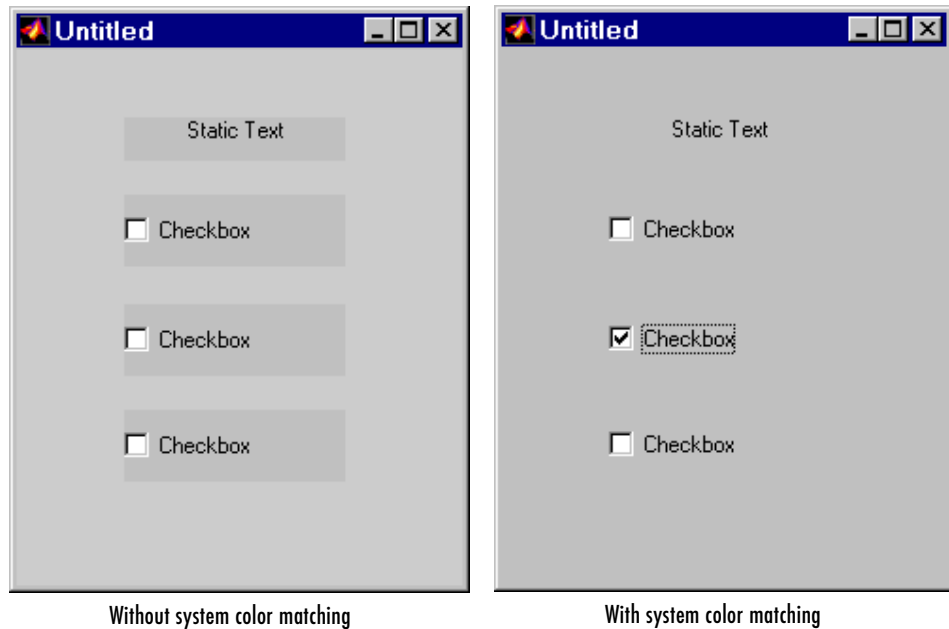 Untitled
Static Text
Checkbox
Checkbox
Checkbox
Without system color matching
Untitled
Static Text
Checkbox
Checkbox
Checkbox
With system color matching